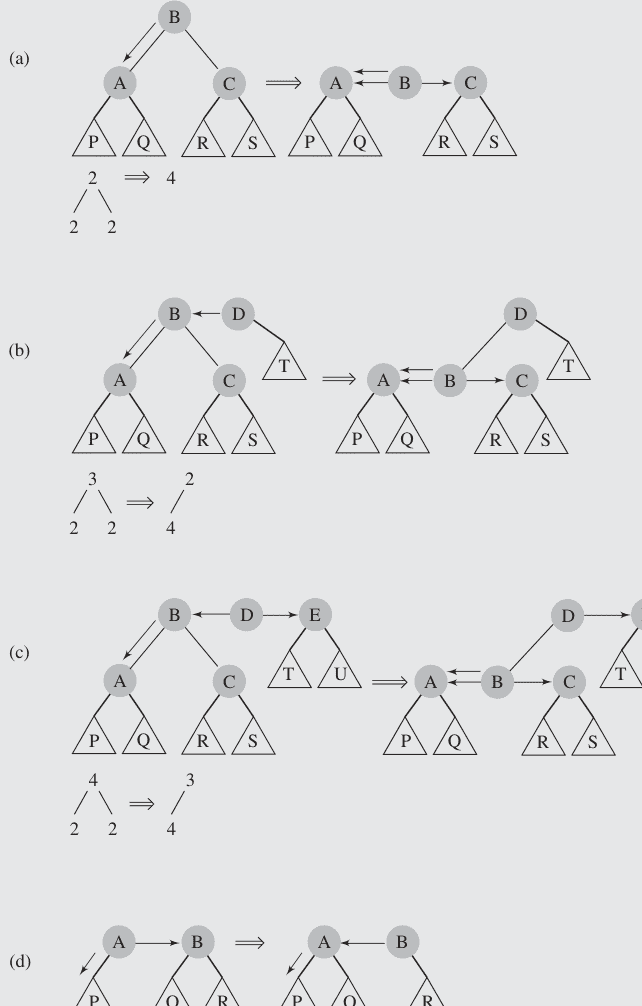 B
(a)
A C ⇒ A B C
P Q R S P Q R S
2 ⇒ 4
2 2
B D D
(b)
T T
A C ⇒ A B C
P Q R S P Q R S
3 ⇒ 2
2 2 4
B D E D
(c)
T U T
A C ⇒ A B C
P Q R S P Q R S
4 ⇒ 3
2 2 4
A B ⇒ A B
(d)
P Q R P Q R